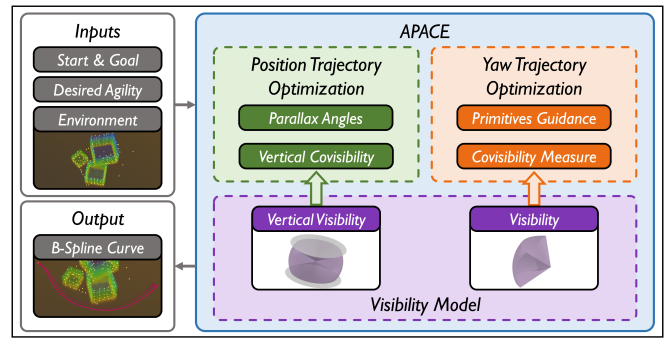 Inputs
Start & Goal
Desired Agility
Environment
Output
B-Spline Curve
APACE
Position Trajectory
Optimization
Parallax Angles
Vertical Covisibility
Yaw Trajectory
Optimization
Primitives Guidance
Covisibility Measure
Vertical Visibility
Visibility
Visibility Model